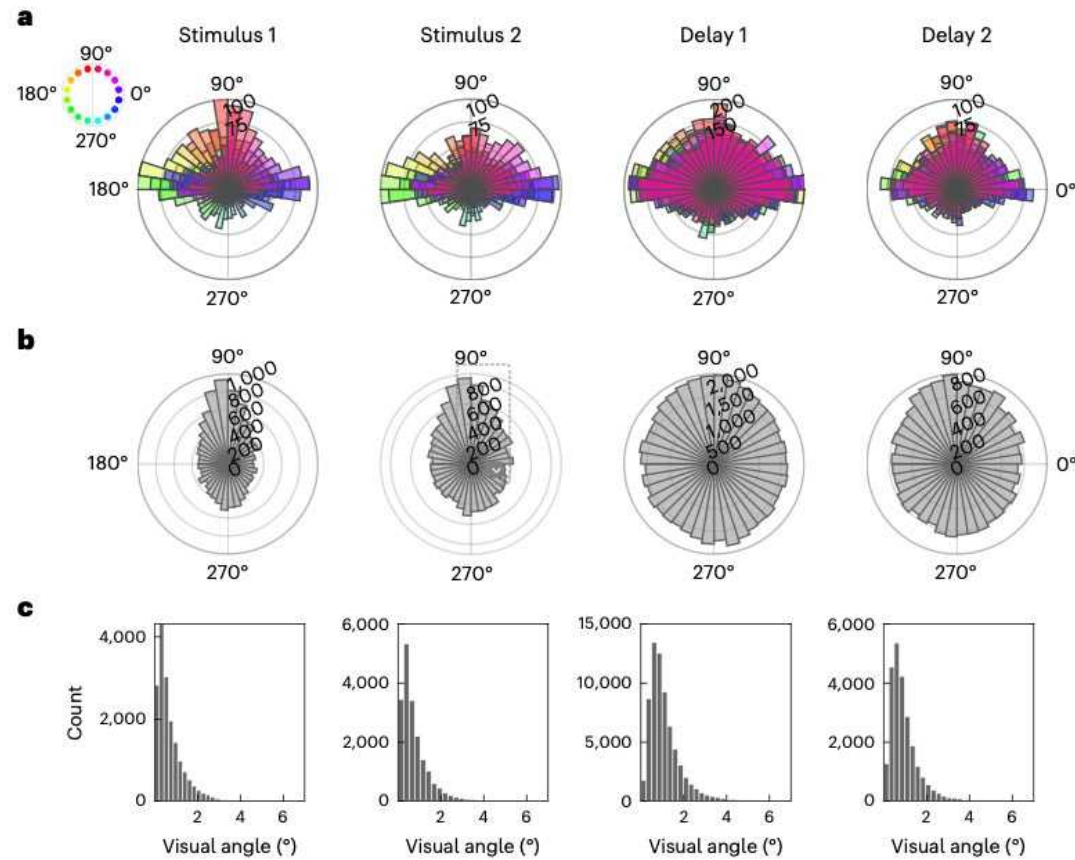 a
Stimulus 1 Stimulus 2 Delay 1 Delay 2
90°
180° 0°
270°
90° 90° 90° 90°
100 100 200 100
75 75 150 75
180° 0°
270° 270° 270° 270°
b
90° 90° 90° 90°
1,000 800 2,000 800
800 600 1,500 600
600 400 1,000 400
400 200 500 200
200 0 0 0
0
180° 0°
270° 270° 270° 270°
c
Count
4,000 6,000 15,000 6,000
2,000 4,000 10,000 4,000
0 2,000 5,000 2,000
0 0 0
2 4 6 2 4 6 2 4 6 2 4 6
Visual angle (°) Visual angle (°) Visual angle (°) Visual angle (°)